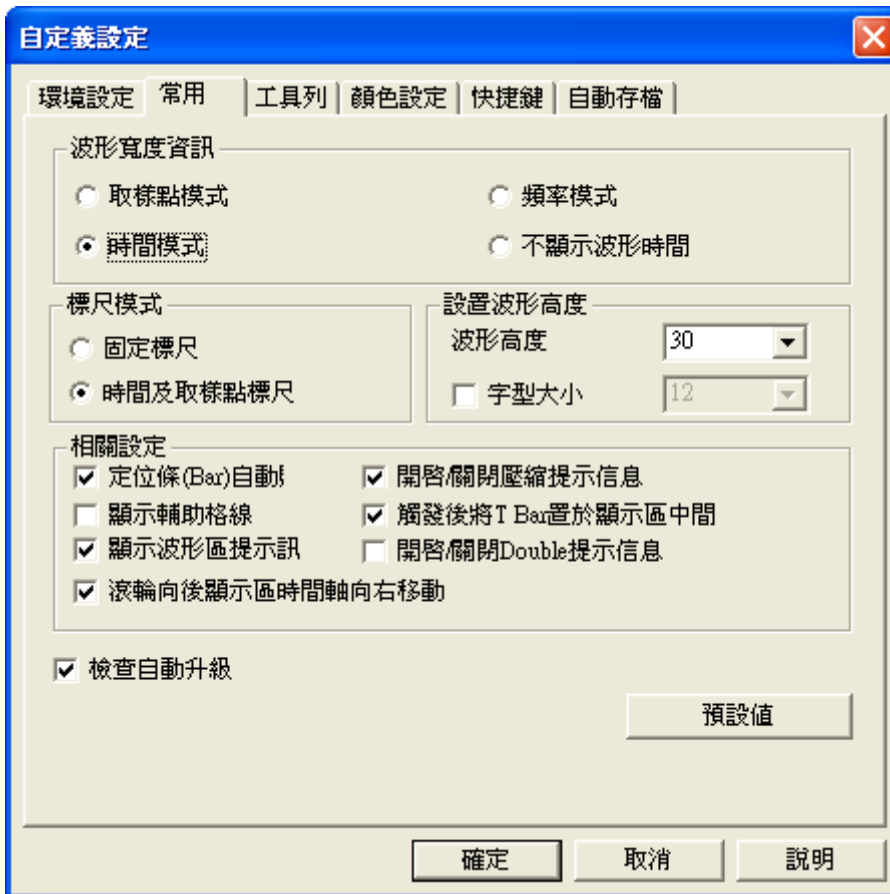 自定義設定
環境設定 常用 工具列 顏色設定 快捷鍵 自動存檔
波形寬度資訊
取樣點模式 頻率模式
時間模式 不顯示波形時間
標尺模式 設置波形高度
固定標尺 波形高度 30
時間及取樣點標尺 字型大小 12
相關設定
定位條(Bar)自動 開啓/關閉壓縮提示信息
顯示輔助格線 觸發後將T Bar置於顯示區中間
顯示波形區提示訊 開啓/關閉Double提示信息
滾輪向後顯示區時間軸向右移動
檢查自動升級
預設値
確定 取消 說明